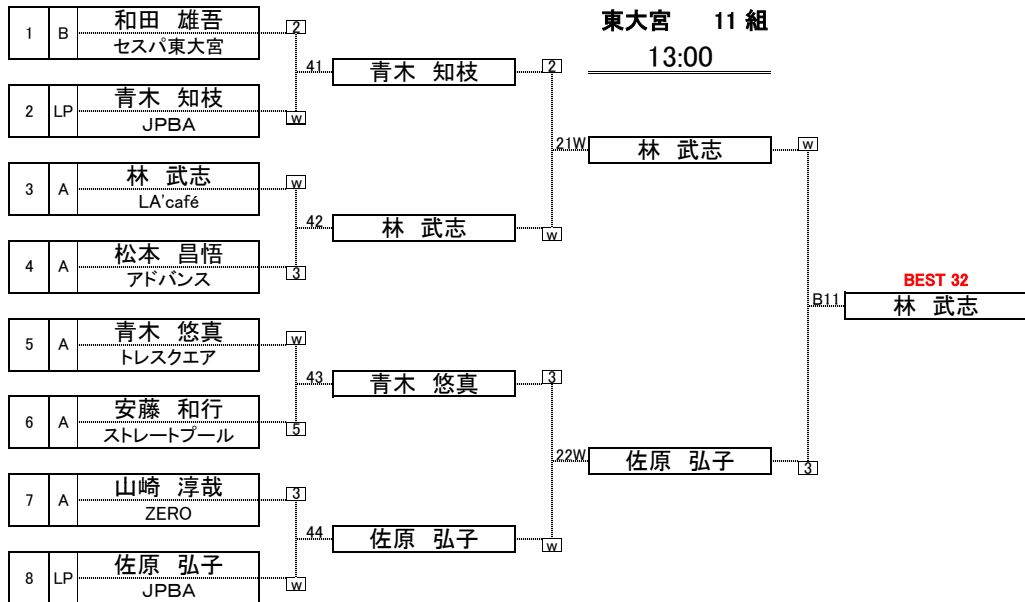 東大宮 11 組
13:00
1 B 和田 雄吾 2
セスパ東大宮
41 青木 知枝 2
2 LP 青木 知枝 w
JPBA
21W 林 武志 w
3 A 林 武志 w
LA'café
42 林 武志 w
4 A 松本 昌悟 3
アドバンス
BEST 32
B11 林 武志
5 A 青木 悠真 w
トレスクエア
43 青木 悠真 3
6 A 安藤 和行 5
ストレートプール
22W 佐原 弘子 3
7 A 山崎 淳哉 3
ZERO
44 佐原 弘子 w
8 LP 佐原 弘子 w
JPBA